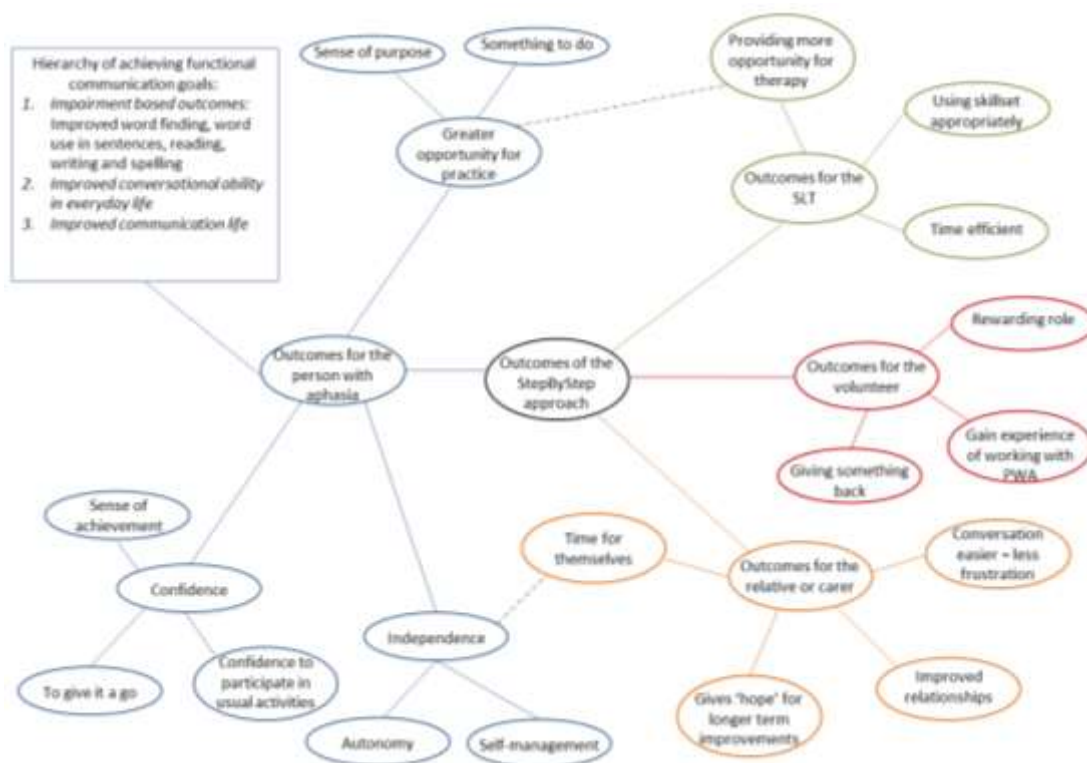 Hierarchy of achieving functional
communication goals:
1. Impairment based outcomes:
Improved word finding, word
use in sentences, reading,
writing and spelling
2. Improved conversational ability
in everyday life
3. Improved communication life
Sense of purpose
Something to do
Greater
opportunity for
practice
Providing more
opportunity for
therapy
Using skillset
appropriately
Outcomes for the
SLT
Time efficient
Outcomes for the
person with
aphasia
Outcomes of the
StepByStep
approach
Rewarding role
Outcomes for the
volunteer
Gain experience
of working with
PWA
Giving something
back
Sense of
achievement
Confidence
To give it a go
Confidence to
participate in
usual activities
Independence
Autonomy
Self-management
Time for
themselves
Outcomes for the
relative or carer
Conversation
easier – less
frustration
Improved
relationships
Gives ‘hope’ for
longer term
improvements